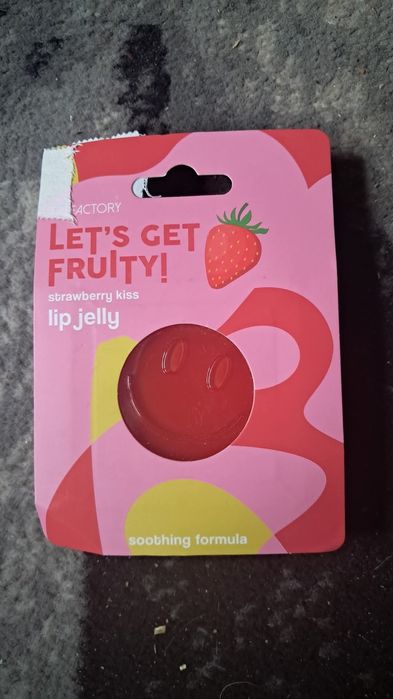 FACTORY
LET'S GET
FRUITY!
strawberry kiss
lip jelly
soothing formula